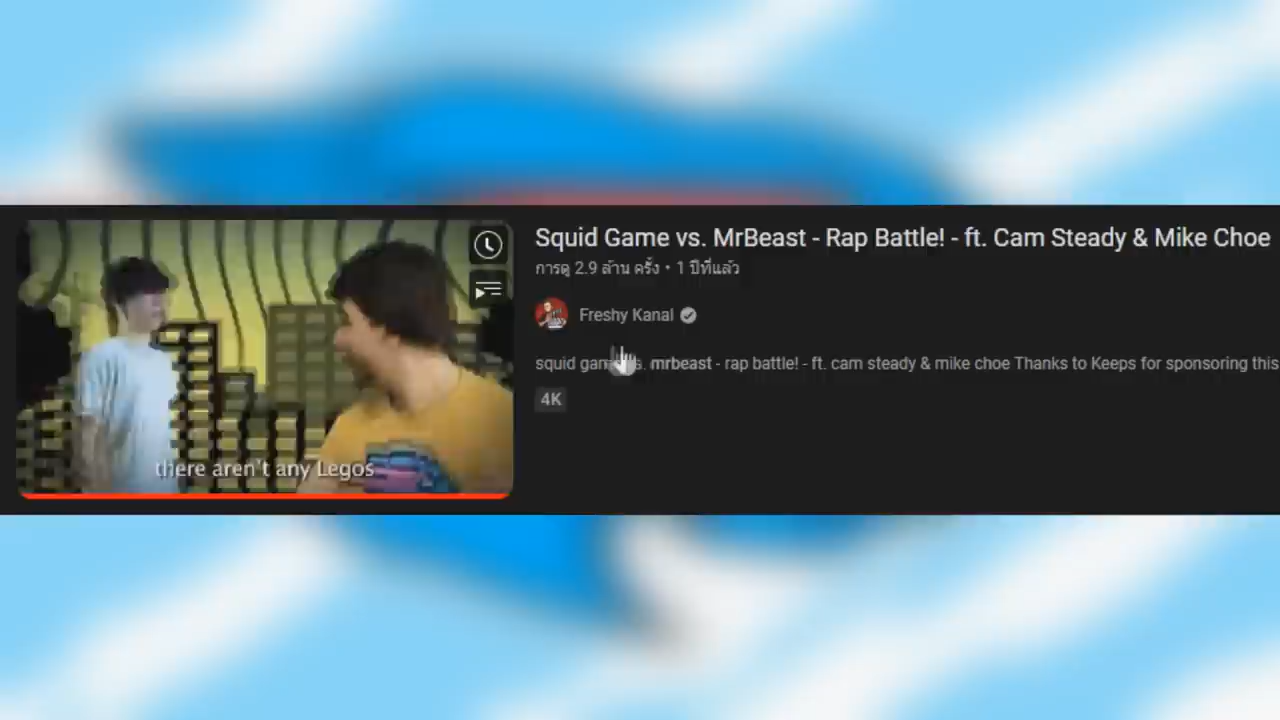 Squid Game vs. MrBeast - Rap Battle! - ft. Cam Steady & Mike Choe
การดู 2.9 ล้าน ครั้ง • 1 ปีที่แล้ว
Freshy Kanal
squid game vs. mrbeast - rap battle! - ft. cam steady & mike choe Thanks to Keeps for sponsoring this
4K
there aren't any Legos